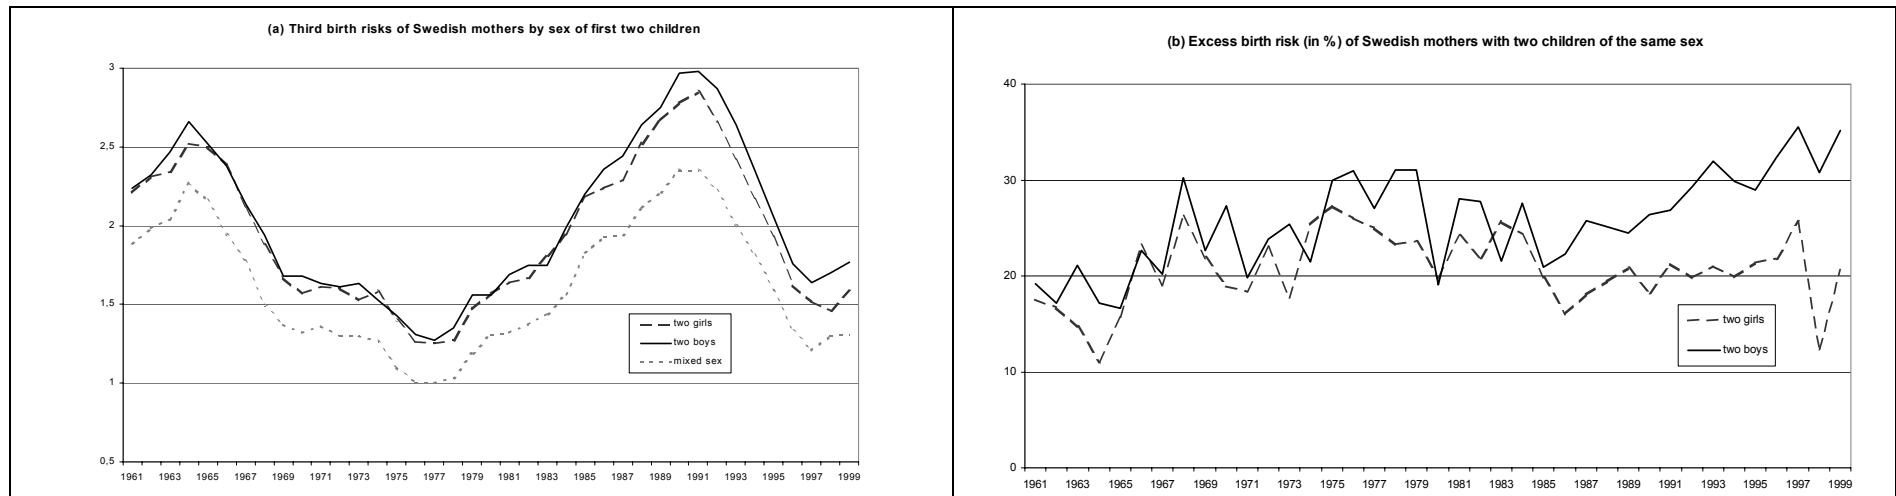 (a) Third birth risks of Swedish mothers by sex of first two children
3
2,5
2
1,5
1
0,5
1961 1963 1965 1967 1969 1971 1973 1975 1977 1979 1981 1983 1985 1987 1989 1991 1993 1995 1997 1999
two girls
two boys
mixed sex
(b) Excess birth risk (in %) of Swedish mothers with two children of the same sex
40
30
20
10
0
1961 1963 1965 1967 1969 1971 1973 1975 1977 1979 1981 1983 1985 1987 1989 1991 1993 1995 1997 1999
two girls
two boys